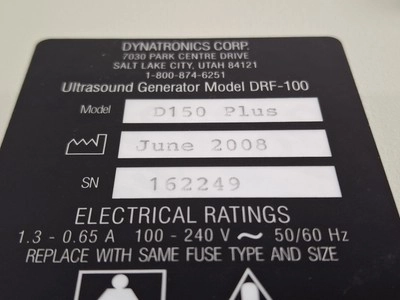 DYNATRONICS CORP.
7030 PARK CENTRE DRIVE
SALT LAKE CITY, UTAH 84121
1-800-874-6251
Ultrasound Generator Model DRF-100
Model D150 Plus
June 2008
SN 162249
ELECTRICAL RATINGS
1.3 - 0.65 A 100 - 240 V ~ 50/60 Hz
REPLACE WITH SAME FUSE TYPE AND SIZE